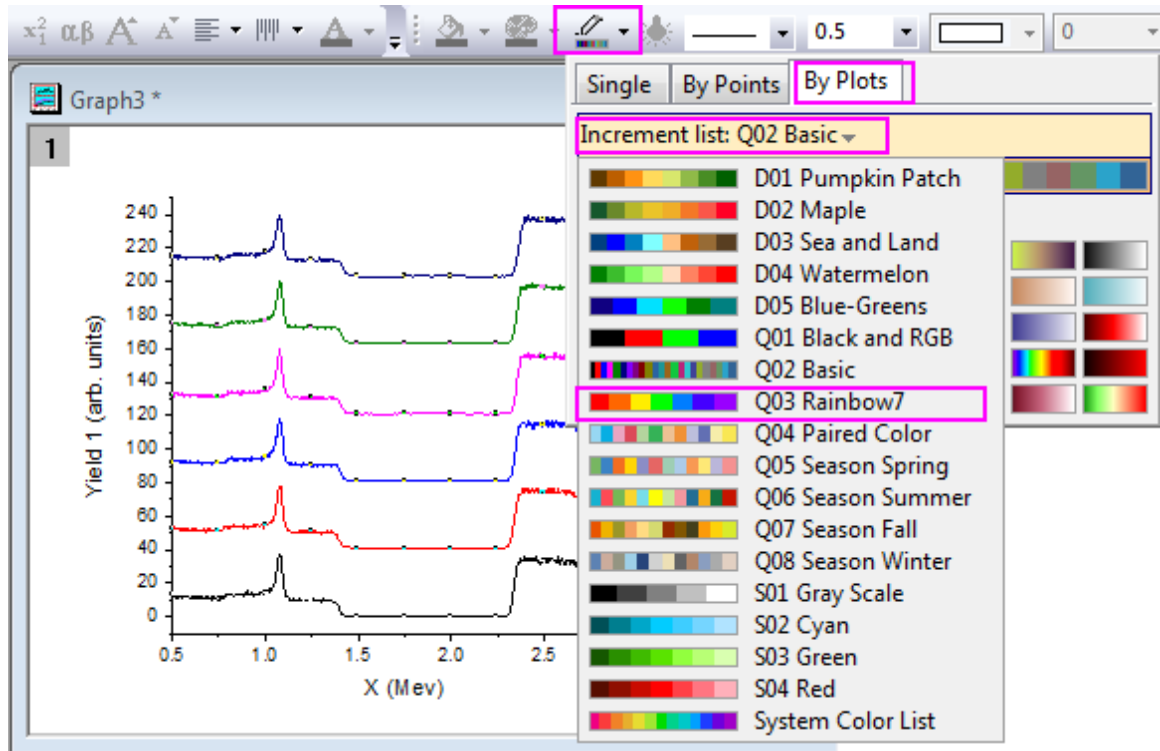 x₁² αβ A A A 0.5 0
Single By Points By Plots
Graph3 *
Increment list: Q02 Basic
1
D01 Pumpkin Patch
D02 Maple
D03 Sea and Land
D04 Watermelon
D05 Blue-Greens
Q01 Black and RGB
Q02 Basic
Q03 Rainbow7
Q04 Paired Color
Q05 Season Spring
Q06 Season Summer
Q07 Season Fall
Q08 Season Winter
S01 Gray Scale
S02 Cyan
S03 Green
S04 Red
System Color List
Yield 1 (arb. units)
240
220
200
180
160
140
120
100
80
60
40
20
0
0.5 1.0 1.5 2.0 2.5
X (Mev)